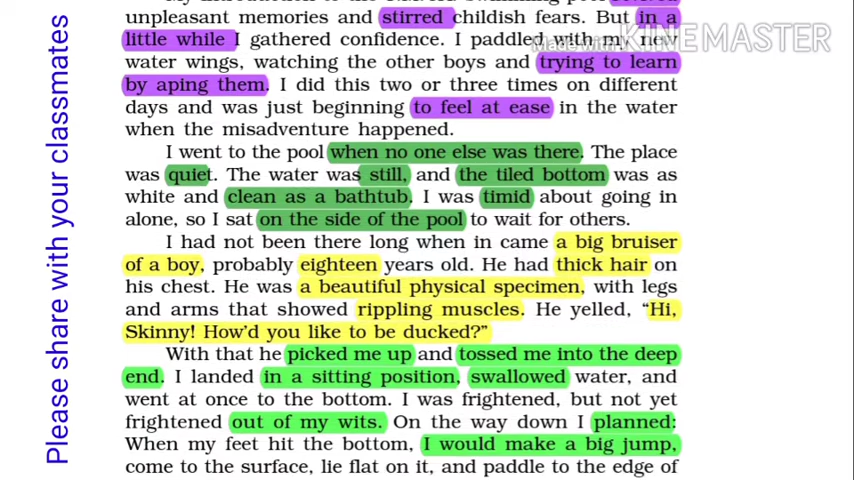 unpleasant memories and stirred childish fears. But in a
little while I gathered confidence. I paddled with my new
Made with KINEMASTER
water wings, watching the other boys and trying to learn
by aping them. I did this two or three times on different
days and was just beginning to feel at ease in the water
when the misadventure happened.
I went to the pool when no one else was there. The place
was quiet. The water was still, and the tiled bottom was as
white and clean as a bathtub. I was timid about going in
alone, so I sat on the side of the pool to wait for others.
I had not been there long when in came a big bruiser
of a boy, probably eighteen years old. He had thick hair on
his chest. He was a beautiful physical specimen, with legs
and arms that showed rippling muscles. He yelled, “Hi,
Skinny! How’d you like to be ducked?”
With that he picked me up and tossed me into the deep
end. I landed in a sitting position, swallowed water, and
went at once to the bottom. I was frightened, but not yet
frightened out of my wits. On the way down I planned:
When my feet hit the bottom, I would make a big jump,
come to the surface, lie flat on it, and paddle to the edge of
Please share with your classmates